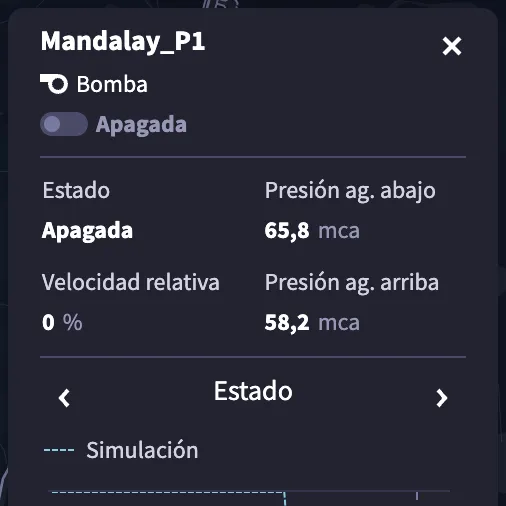 Mandalay_P1
Bomba
Apagada
Estado
Presión ag. abajo
Apagada
65,8 mca
Velocidad relativa
Presión ag. arriba
0 %
58,2 mca
Estado
Simulación